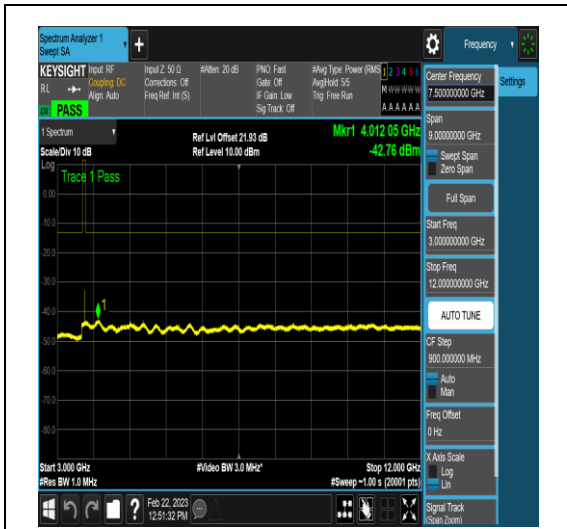 Spectrum Analyzer 1
Swept SA
Frequency
KEYSIGHT
RL
PASS
Input: RF
Coupling: DC
Align: Auto
Input Z: 50 Ω
Corrections: Off
Freq Ref: Int (S)
#Atten: 20 dB
PNO: Fast
Gate: Off
IF Gain: Low
Sig Track: Off
#Avg Type: Power (RMS
Avg|Hold: 5/5
Trig: Free Run
1 2 3 4 5 6
M W W W W W
A A A A A A
Settings
1 Spectrum
Scale/Div 10 dB
Ref Lvl Offset 21.93 dB
Ref Level 10.00 dBm
Mkr1 4.012 05 GHz
-42.76 dBm
Log
Trace 1 Pass
0.00
-10.0
-20.0
-30.0
-40.0
-50.0
-60.0
-70.0
-80.0
1
Start 3.000 GHz
#Res BW 1.0 MHz
#Video BW 3.0 MHz*
Stop 12.000 GHz
#Sweep ~1.00 s (20001 pts)
Center Frequency
7.500000000 GHz
Span
9.00000000 GHz
Swept Span
Zero Span
Full Span
Start Freq
3.000000000 GHz
Stop Freq
12.000000000 GHz
AUTO TUNE
CF Step
900.000000 MHz
Auto
Man
Freq Offset
0 Hz
X Axis Scale
Log
Lin
Signal Track
(Span Zoom)
Feb 22, 2023
12:51:32 PM